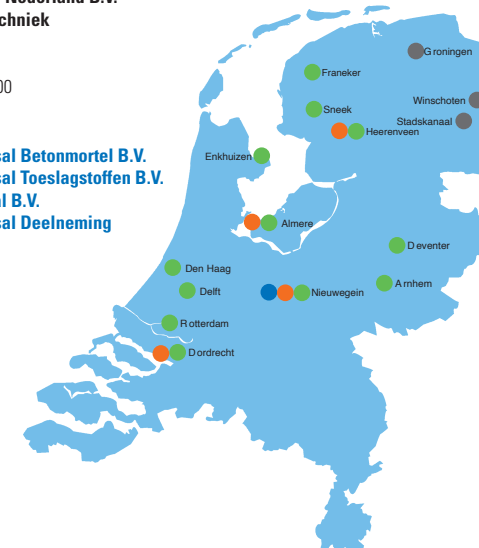 Nederland B.V.
chniek
00
sal Betonmortel B.V.
sal Toeslagstoffen B.V.
al B.V.
sal Deelneming
Groningen
Franeker
Winschoten
Sneek
Stadskanaal
Heerenveen
Enkhuizen
Almere
Deventer
Den Haag
Arnhem
Delft
Nieuwegein
Rotterdam
Dordrecht